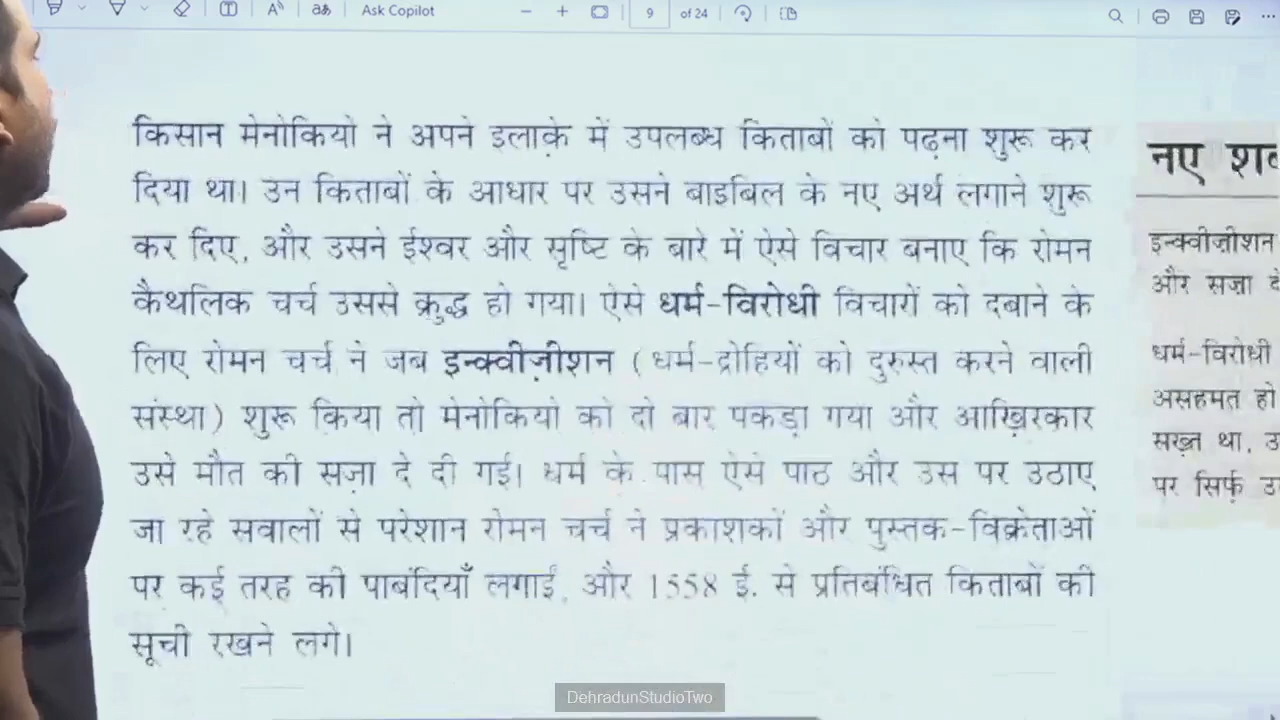 Ask Copilot
9 of 24
किसान मेनोकियो ने अपने इलाक़े में उपलब्ध किताबों को पढ़ना शुरू कर
दिया था। उन किताबों के आधार पर उसने बाइबिल के नए अर्थ लगाने शुरू
कर दिए, और उसने ईश्वर और सृष्टि के बारे में ऐसे विचार बनाए कि रोमन
कैथलिक चर्च उससे क्रुद्ध हो गया। ऐसे धर्म-विरोधी विचारों को दबाने के
लिए रोमन चर्च ने जब इन्क्वीज़ीशन (धर्म-द्रोहियों को दुरुस्त करने वाली
संस्था) शुरू किया तो मेनोकियो को दो बार पकड़ा गया और आख़िरकार
उसे मौत की सज़ा दे दी गई। धर्म के पास ऐसे पाठ और उस पर उठाए
जा रहे सवालों से परेशान रोमन चर्च ने प्रकाशकों और पुस्तक-विक्रेताओं
पर कई तरह की पाबंदियाँ लगाईं, और 1558 ई. से प्रतिबंधित किताबों की
सूची रखने लगे।
नए
इन्क्वीज़ीशन
और सज़ा
धर्म-विरोधी
असहमत हो
सख़्त था,
पर सिर्फ़
DehradunStudioTwo